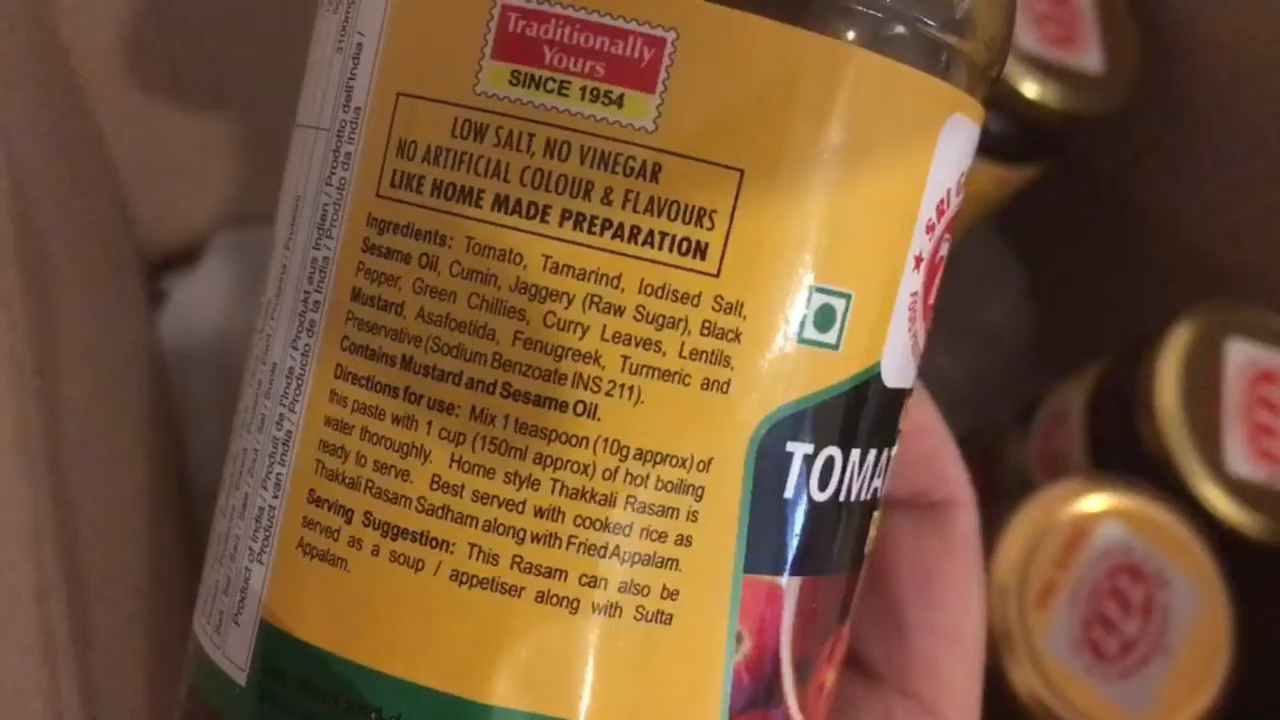 Traditionally
Yours
SINCE 1954
LOW SALT, NO VINEGAR
NO ARTIFICIAL COLOUR & FLAVOURS
LIKE HOME MADE PREPARATION
Ingredients: Tomato, Tamarind, Iodised Salt,
Sesame Oil, Cumin, Jaggery (Raw Sugar), Black
Pepper, Green Chillies, Curry Leaves, Lentils,
Mustard, Asafoetida, Fenugreek, Turmeric and
Preservative (Sodium Benzoate INS 211).
Contains Mustard and Sesame Oil.
Directions for use: Mix 1 teaspoon (10g approx) of
this paste with 1 cup (150ml approx) of hot boiling
water thoroughly. Home style Thakkali Rasam is
ready to serve. Best served with cooked rice as
Thakkali Rasam Sadham along with Fried Appalam.
Serving Suggestion: This Rasam can also be
served as a soup / appetiser along with Sutta
Appalam.
TOMA
SRI
Product of India / Produit de l'Inde / Produkt aus Indien / Prodotto dell'India /
Product van India / Producto de la India / Produto da India